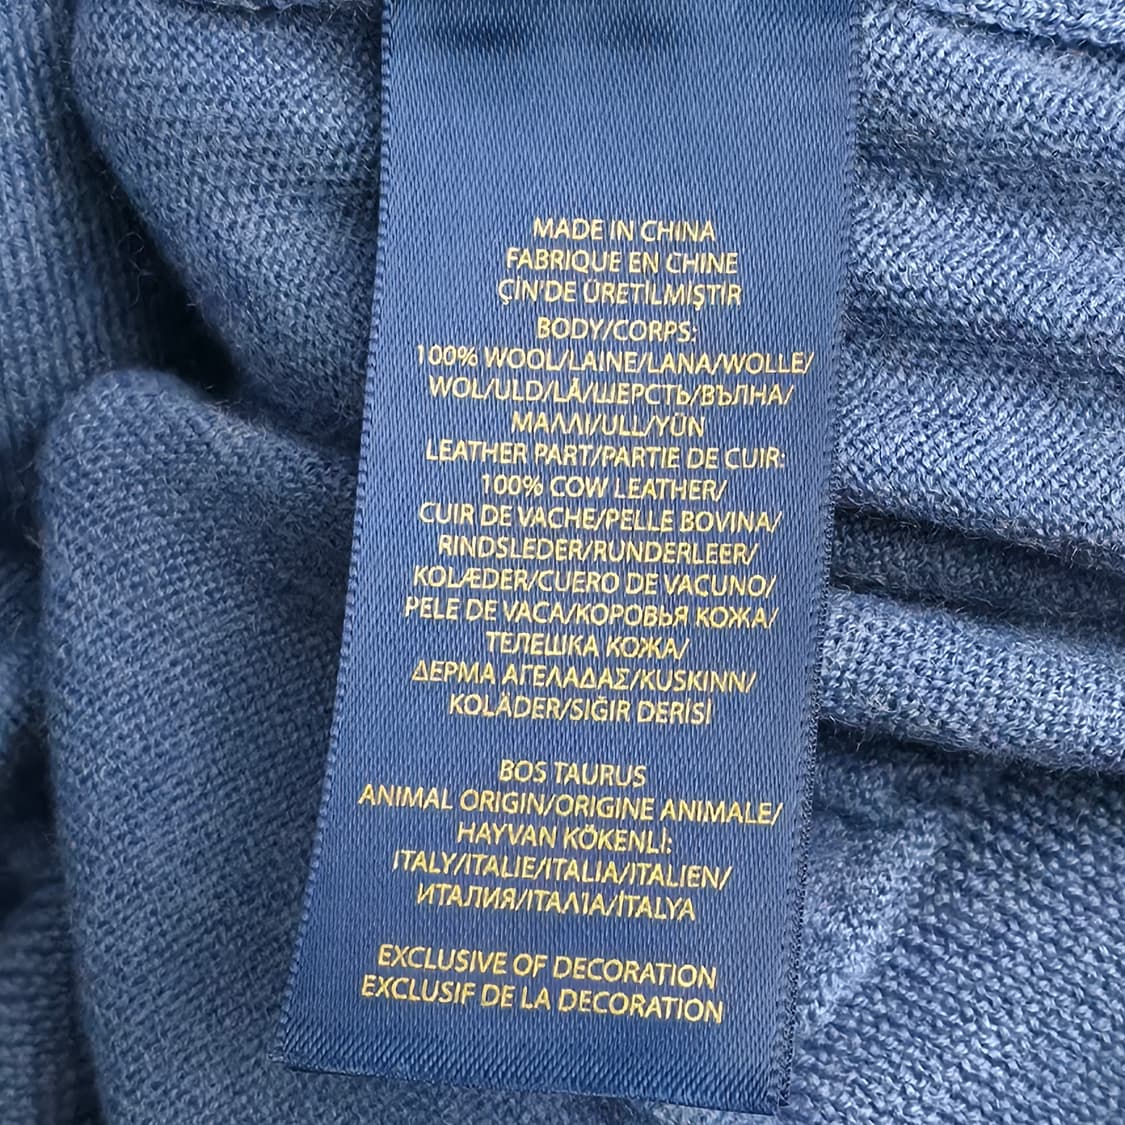 MADE IN CHINA
FABRIQUE EN CHINE
ÇİN'DE ÜRETİLMİŞTİR
BODY/CORPS:
100% WOOL/LAINE/LANA/WOLLE/
WOL/ULD/LÃ/ШЕРСТЬ/ВЪЛНА/
ΜΑΛΛΙ/ULL/YÜN
LEATHER PART/PARTIE DE CUIR:
100% COW LEATHER/
CUIR DE VACHE/PELLE BOVINA/
RINDSLEDER/RUNDERLEER/
KOLÆDER/CUERO DE VACUNO/
PELE DE VACA/КОРОВЬЯ КОЖА/
ТЕЛЕШКА КОЖА/
ΔΕΡΜΑ ΑΓΕΛΑΔΑΣ/KUSKINN/
KOLÄDER/SIĞIR DERİSİ
BOS TAURUS
ANIMAL ORIGIN/ORIGINE ANIMALE/
HAYVAN KÖKENLİ:
ITALY/ITALIE/ITALIA/ITALIEN/
ИТАЛИЯ/ΙΤΑΛΊΑ/İTALYA
EXCLUSIVE OF DECORATION
EXCLUSIF DE LA DECORATION